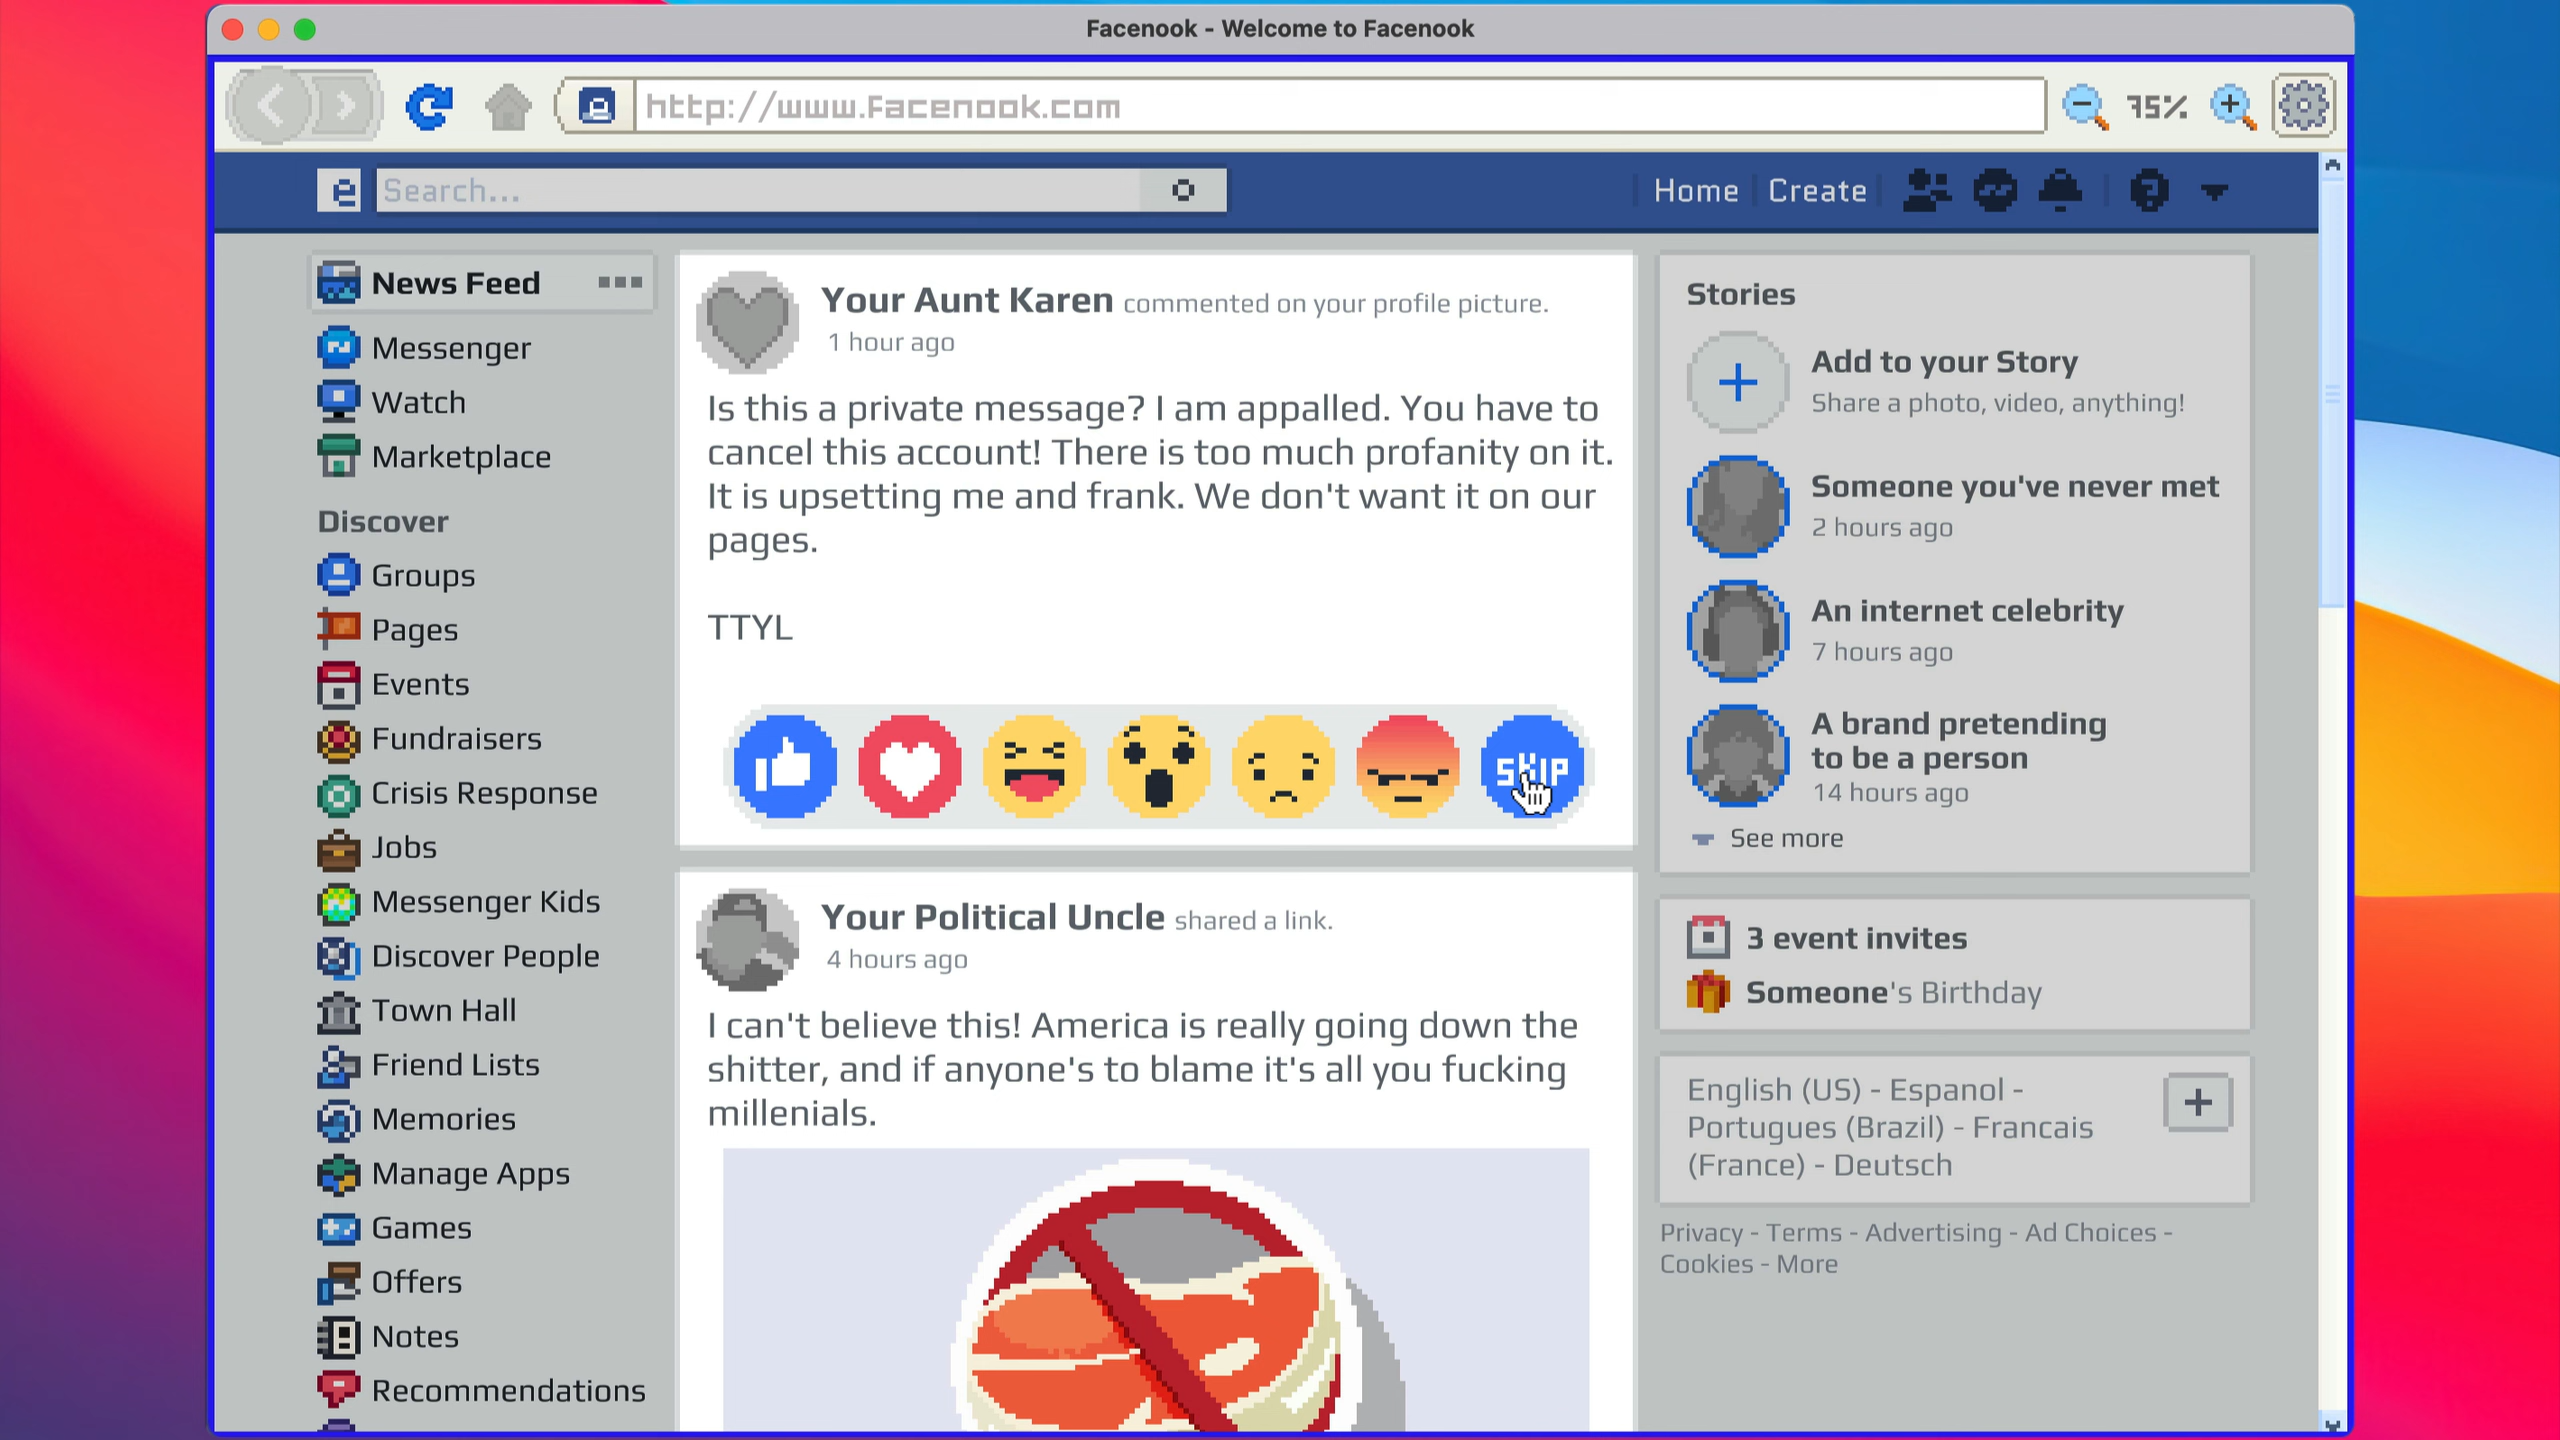 Facenook - Welcome to Facenook
http://www.Facenook.com
75%
e
Search...
Home
Create
News Feed
Messenger
Watch
Marketplace
Discover
Groups
Pages
Events
Fundraisers
Crisis Response
Jobs
Messenger Kids
Discover People
Town Hall
Friend Lists
Memories
Manage Apps
Games
Offers
Notes
Recommendations
Your Aunt Karen commented on your profile picture.
1 hour ago
Is this a private message? I am appalled. You have to
cancel this account! There is too much profanity on it.
It is upsetting me and frank. We don't want it on our
pages.
TTYL
SKIP
Your Political Uncle shared a link.
4 hours ago
I can't believe this! America is really going down the
shitter, and if anyone's to blame it's all you fucking
millenials.
Stories
Add to your Story
Share a photo, video, anything!
Someone you've never met
2 hours ago
An internet celebrity
7 hours ago
A brand pretending
to be a person
14 hours ago
See more
3 event invites
Someone's Birthday
English (US) - Espanol -
Portugues (Brazil) - Francais
(France) - Deutsch
Privacy - Terms - Advertising - Ad Choices -
Cookies - More